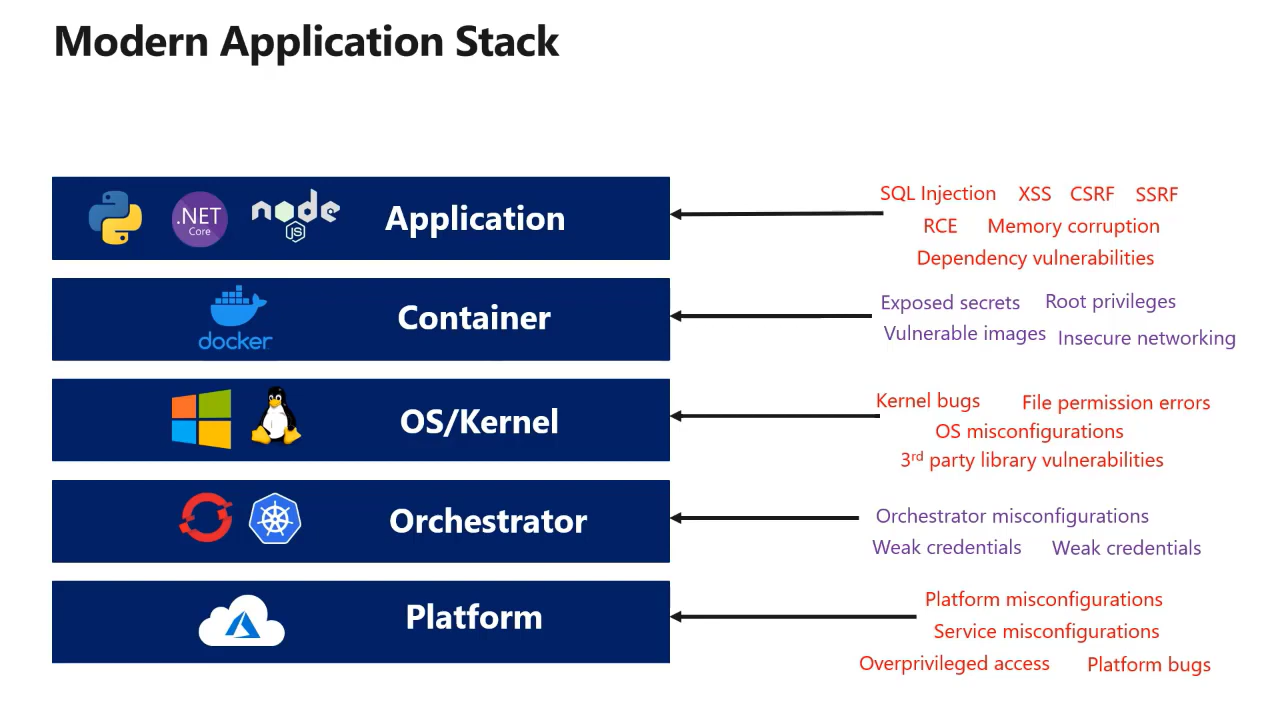 Modern Application Stack
.NET
Core
node
JS
Application
SQL Injection XSS CSRF SSRF
RCE Memory corruption
Dependency vulnerabilities
docker
Container
Exposed secrets Root privileges
Vulnerable images Insecure networking
OS/Kernel
Kernel bugs File permission errors
OS misconfigurations
3rd party library vulnerabilities
Orchestrator
Orchestrator misconfigurations
Weak credentials Weak credentials
Platform
Platform misconfigurations
Service misconfigurations
Overprivileged access Platform bugs